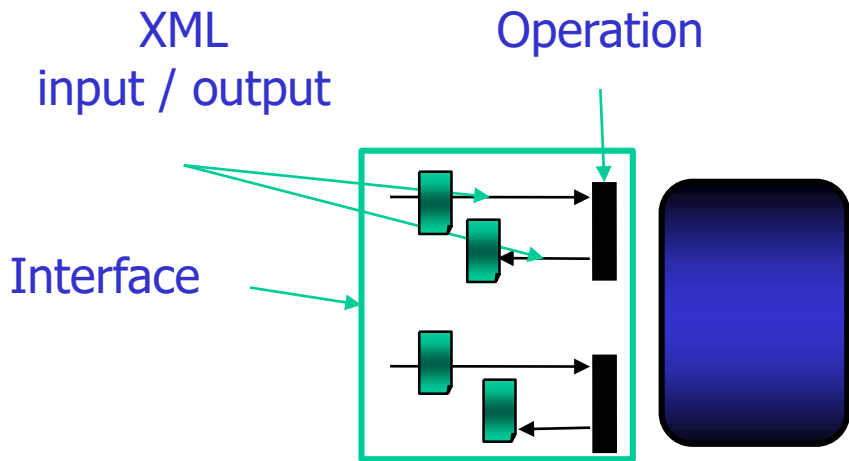 XML
input / output
Operation
Interface